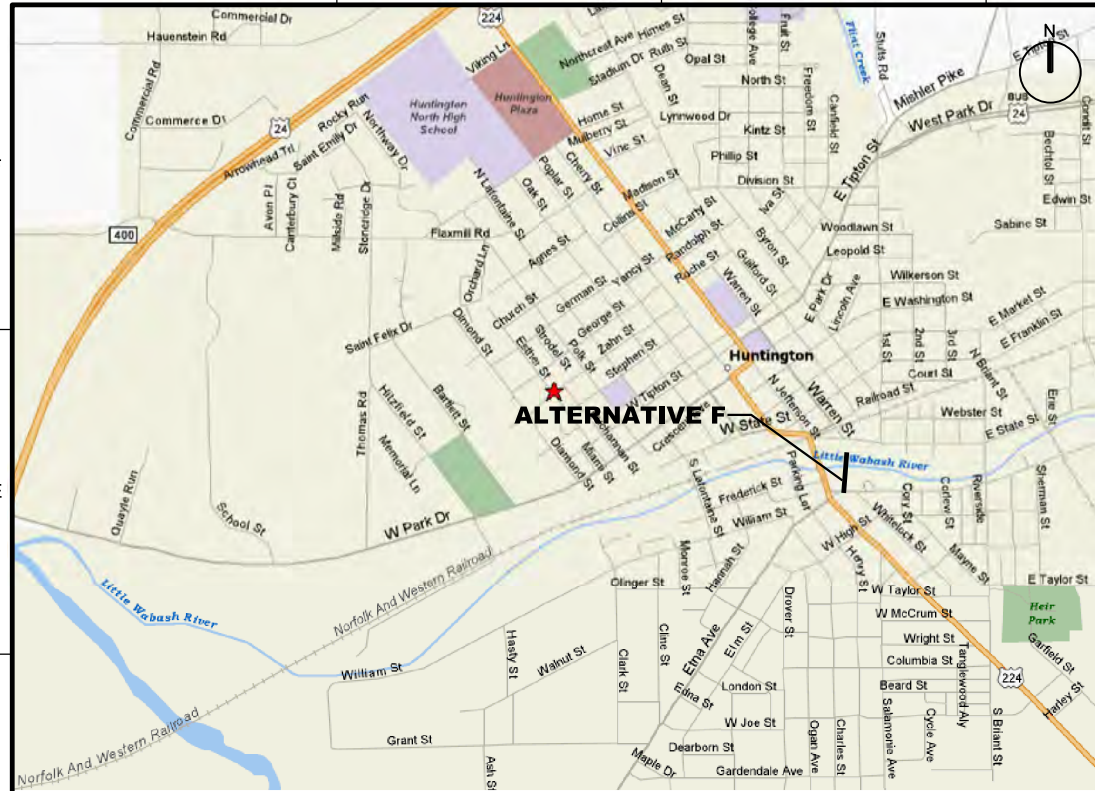 Commercial Dr
Hauenstein Rd
224
Viking Ln
Northcrest Ave
Himes St
Stadium Dr
Ruth St
College Ave
Fruit St
Flint Creek
Stults Rd
E Tipton St
N
Mishler Pike
BUS
24
West Park Dr
Opal St
North St
Dean St
Freedom St
Canfield St
Commercial Rd
Commerce Dr
24
Rocky Run
Northway Dr
Saint Emily Dr
Arrowhead Trl
Huntington
North High
School
Huntington
Plaza
Home St
Mulberry St
Vine St
Lynnwood Dr
Kintz St
Phillip St
Division St
E Tipton St
Bechtol St
Edwin St
Sabine St
Avon Pl
Canterbury Ct
Millside Rd
Stoneridge Dr
400
Flaxmill Rd
N Lafontaine St
Oak St
Poplar St
Cherry St
Madison St
Collins St
McCarty St
Randolph St
Roche St
Iva St
Byron St
Guilford St
Warren St
Woodlawn St
Leopold St
Orchard Ln
Agnes St
Yancy St
Church St
German St
George St
Zahn St
Stephen St
W Tipton St
E Park Dr
Lincoln Ave
Wilkerson St
E Washington St
E Market St
E Franklin St
Saint Felix Dr
Dimond St
Esther St
Strodel St
Polk St
Huntington
1st St
2nd St
3rd St
N Briant St
Court St
Railroad St
Hitzfield St
Bartlett St
Memorial Ln
Thomas Rd
ALTERNATIVE F
Crescent Ave
W State St
N Jefferson St
Warren St
Webster St
E State St
Erie St
Diamond St
Miami St
S Lafontaine St
Parking Lot
Little Wabash River
Quayle Run
School St
W Park Dr
Frederick St
William St
Cory St
Corlew St
Riverside
Sherman St
Norfolk And Western Railroad
Monroe St
Hannah St
W High St
Henry St
Whitelock St
Mayne St
Little Wabash River
Olinger St
Drover St
W Taylor St
E Taylor St
W McCrum St
Heir
Park
Wright St
Columbia St
Beard St
Tanglewood Aly
Garfield St
Harley St
224
William St
Hasty St
Walnut St
Clark St
Cline St
Etna Ave
Elm St
Edna St
London St
W Joe St
Ogan Ave
Charles St
Salamonie Ave
Cycle Ave
S Briant St
Norfolk And Western Railroad
Grant St
Ash St
Dearborn St
Maple Dr
Gardendale Ave